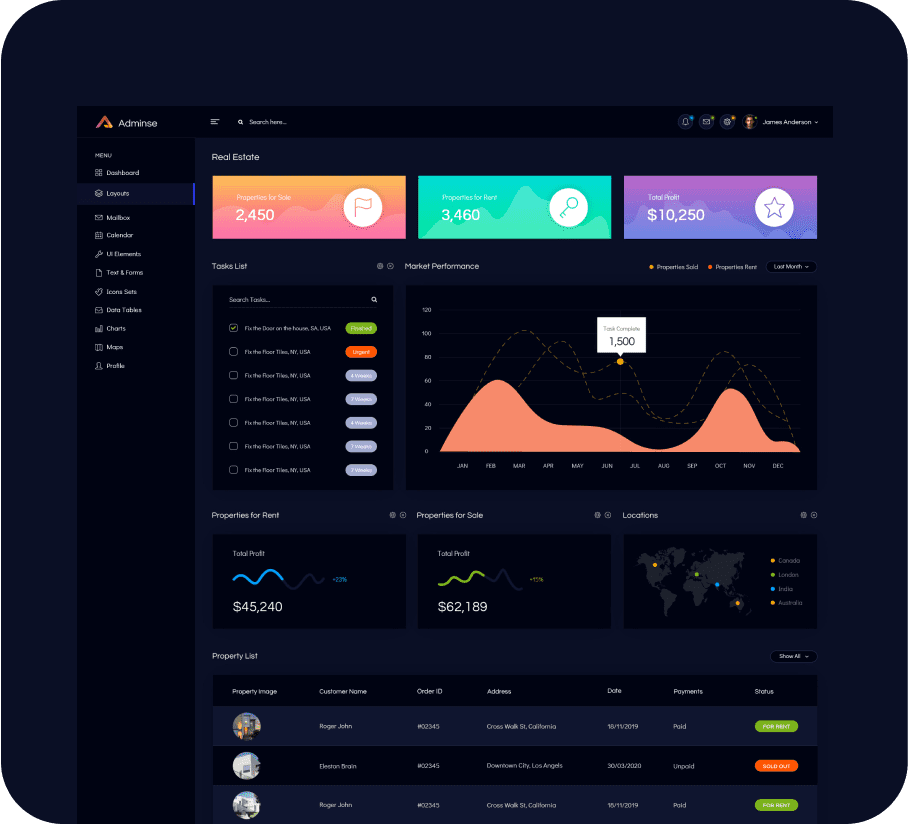 Adminse
Search here...
James Anderson
MENU
Dashboard
Layouts
Mailbox
Calendar
UI Elements
Text & Forms
Icons Sets
Data Tables
Charts
Maps
Profile
Real Estate
Properties for Sale
2,450
Properties for Rent
3,460
Total Profit
$10,250
Tasks List
Search Tasks...
Fix the Door on the house, SA, USA Finished
Fix the Floor Tiles, NY, USA Urgent
Fix the Floor Tiles, NY, USA 4 Weeks
Fix the Floor Tiles, NY, USA 7 Weeks
Fix the Floor Tiles, NY, USA 4 Weeks
Fix the Floor Tiles, NY, USA 7 Weeks
Fix the Floor Tiles, NY, USA 7 Weeks
Market Performance
Properties Sold Properties Rent Last Month
120
100
80
60
40
20
0
Task Complete
1,500
JAN FEB MAR APR MAY JUN JUL AUG SEP OCT NOV DEC
Properties for Rent
Total Profit
+23%
$45,240
Properties for Sale
Total Profit
+15%
$62,189
Locations
Canada
London
India
Australia
Property List Show All
Property Image Customer Name Order ID Address Date Payments Status
Roger John #02345 Cross Walk St, California 16/11/2019 Paid FOR RENT
Eleston Brain #02345 Downtown City, Los Angels 30/03/2020 Unpaid SOLD OUT
Roger John #02345 Cross Walk St, California 16/11/2019 Paid FOR RENT